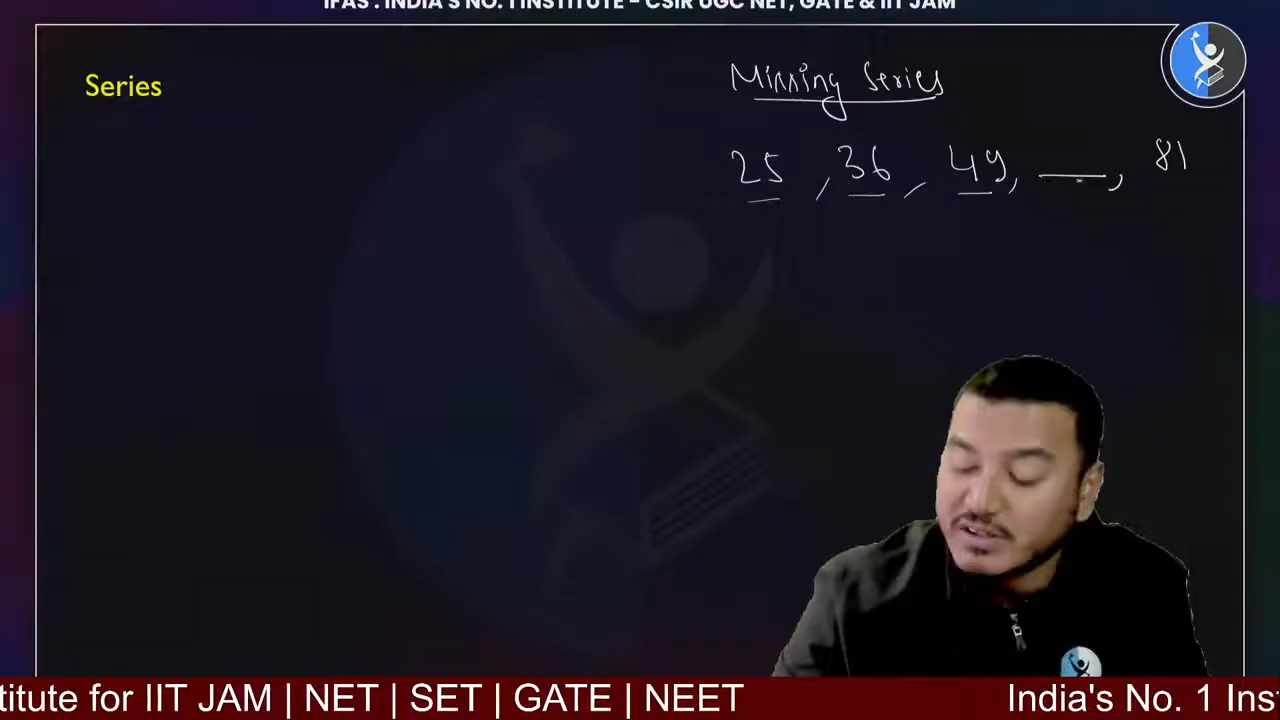 IFAS : INDIA'S NO. 1 INSTITUTE – CSIR UGC NET, GATE & IIT JAM
Series
Missing Series
25 , 36 , 49, ___, 81
titute for IIT JAM | NET | SET | GATE | NEET India's No. 1 Ins